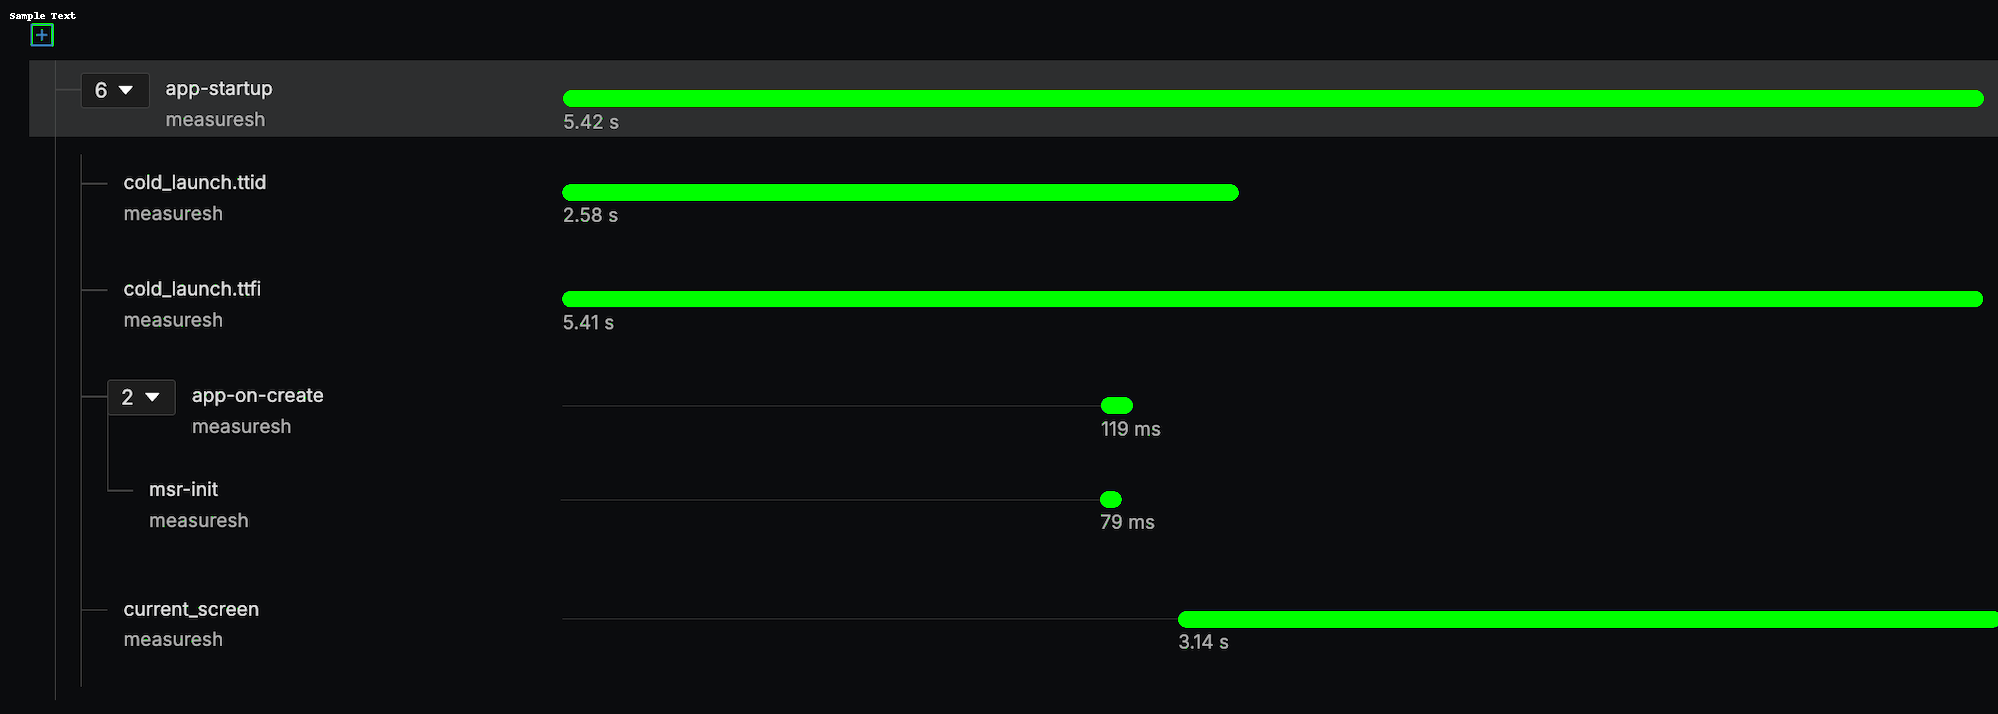 Sample Text
6 app-startup
measuresh
5.42 s
cold_launch.ttid
measuresh
2.58 s
cold_launch.ttfi
measuresh
5.41 s
2 app-on-create
measuresh
119 ms
msr-init
measuresh
79 ms
current_screen
measuresh
3.14 s